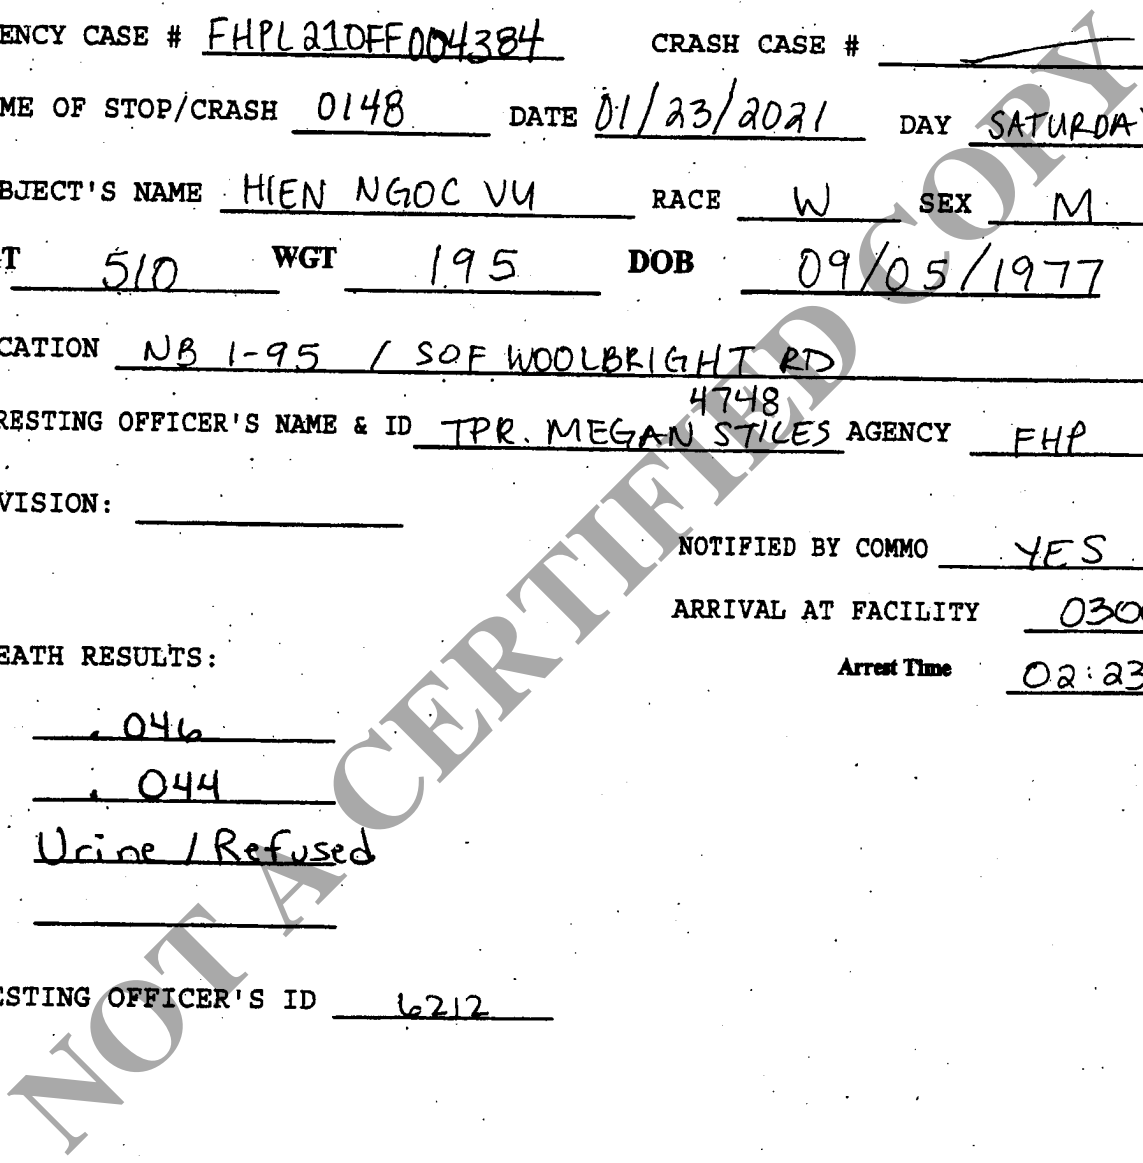 ENCY CASE # FHPL21OFF004384 CRASH CASE #
ME OF STOP/CRASH 0148 DATE 01/23/2021 DAY SATURDAY
BJECT'S NAME HIEN NGOC VU RACE W SEX M
T 510 WGT 195 DOB 09/05/1977
CATION NB I-95 / SOF WOOLBRIGHT RD
4748
RESTING OFFICER'S NAME & ID TPR. MEGAN STILES AGENCY FHP
VISION:
NOTIFIED BY COMMO YES
ARRIVAL AT FACILITY 030
EATH RESULTS:
Arrest Time 02:23
.046
.044
Urine / Refused
ESTING OFFICER'S ID 6212
NOT A CERTIFIED COPY